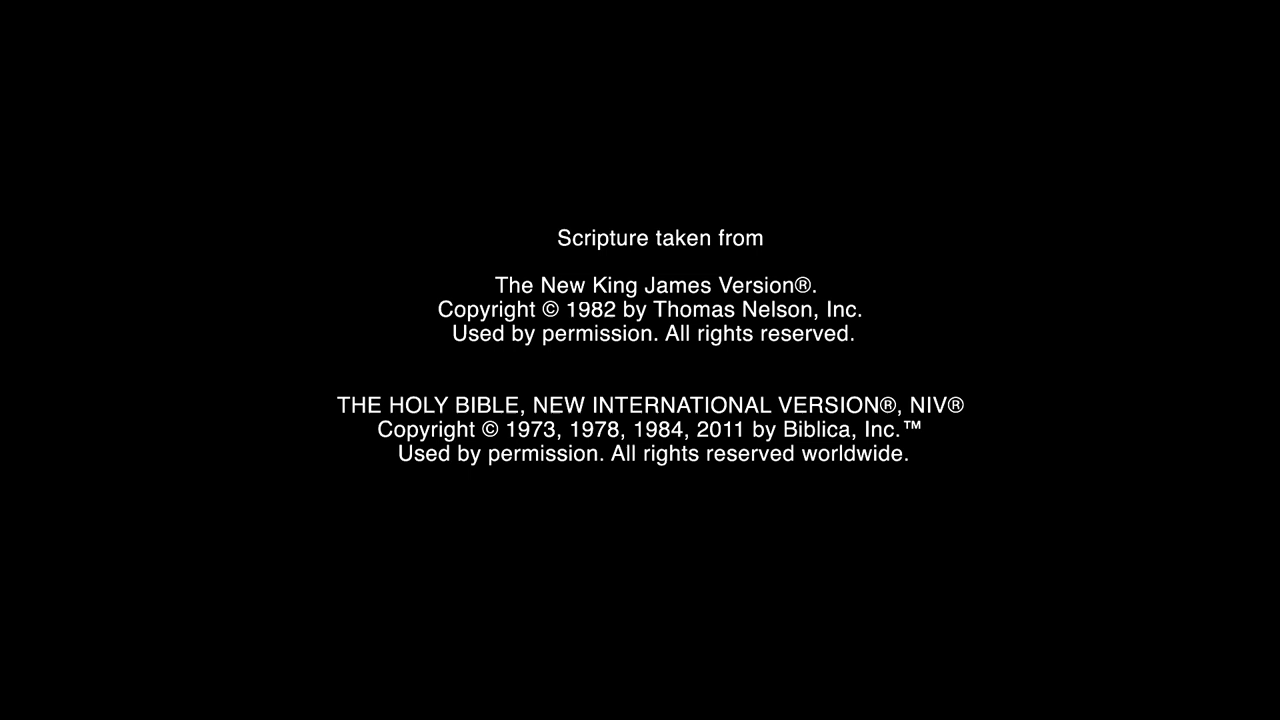 Scripture taken from
The New King James Version®.
Copyright © 1982 by Thomas Nelson, Inc.
Used by permission. All rights reserved.
THE HOLY BIBLE, NEW INTERNATIONAL VERSION®, NIV®
Copyright © 1973, 1978, 1984, 2011 by Biblica, Inc.™
Used by permission. All rights reserved worldwide.